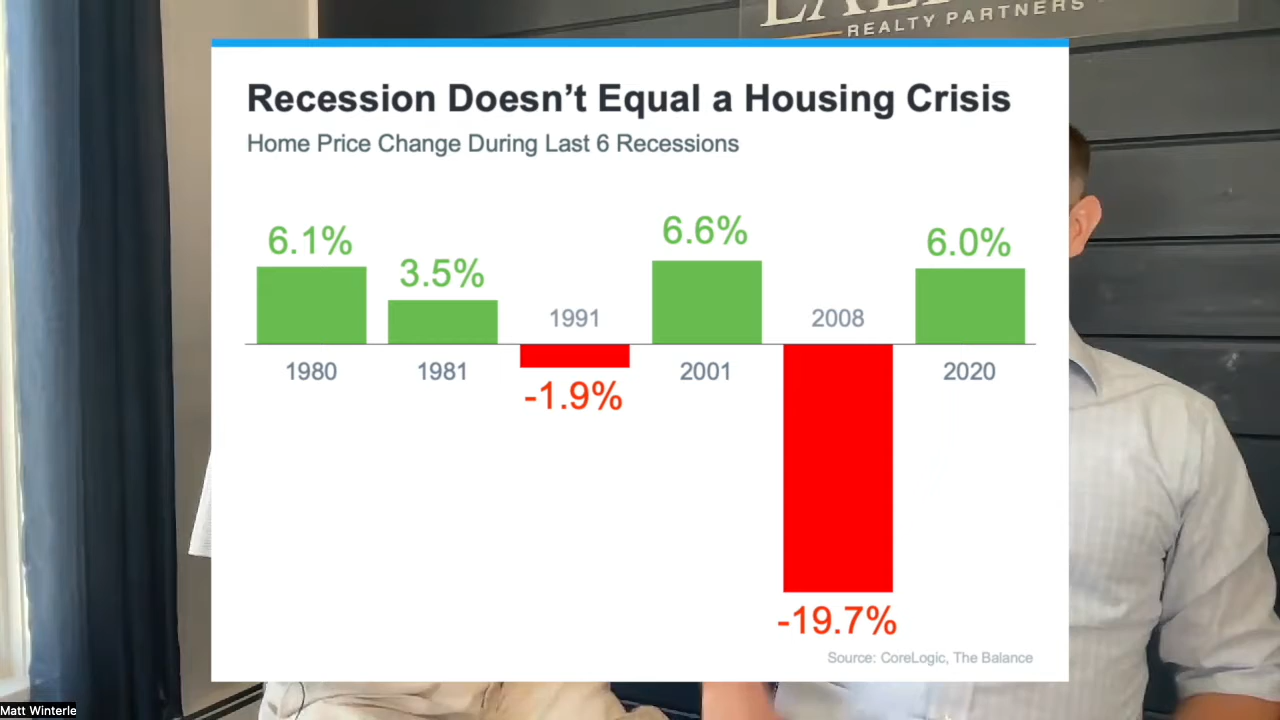 REALTY PARTNERS
Recession Doesn’t Equal a Housing Crisis
Home Price Change During Last 6 Recessions
6.1%
3.5%
6.6%
6.0%
1991
2008
1980
1981
2001
2020
-1.9%
-19.7%
Source: CoreLogic, The Balance
Matt Winterle